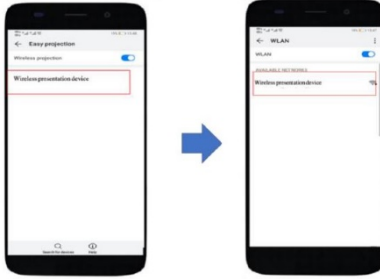 Easy projection
Wireless projection
Wireless presentation device
Search for devices
Help
WLAN
WLAN
AVAILABLE NETWORKS
Wireless presentation device